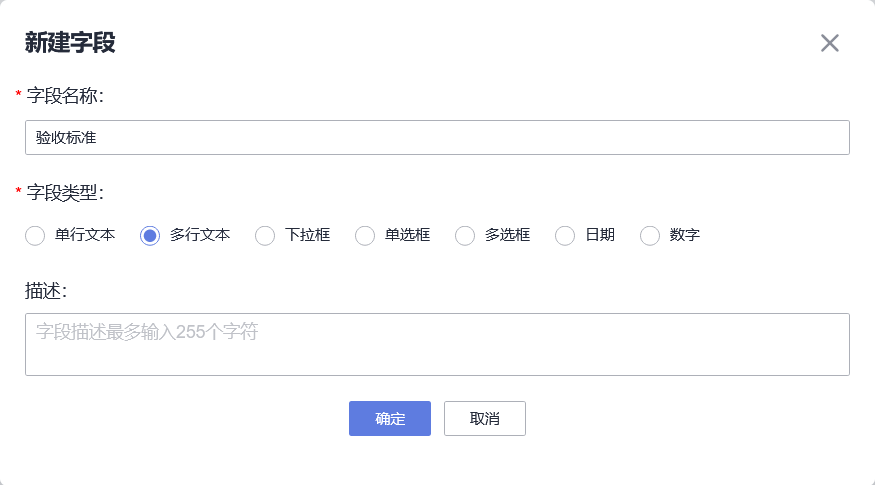 新建字段
* 字段名称：
验收标准
* 字段类型：
单行文本 多行文本 下拉框 单选框 多选框 日期 数字
描述：
字段描述最多输入255个字符
确定 取消